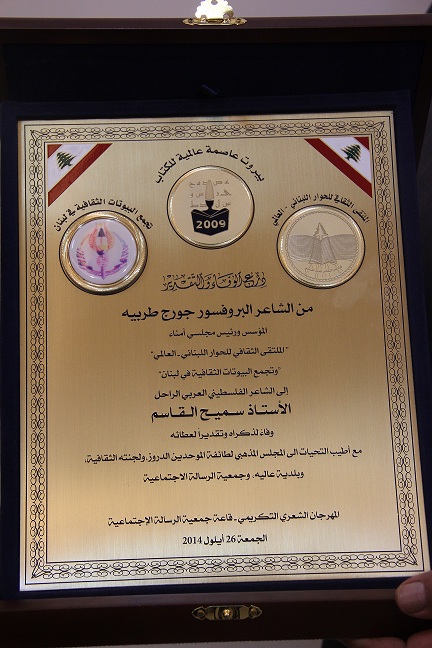 بيروت عاصمة عالمية للكتاب
تجمع البيوتات الثقافية في لبنان
2009
الملتقى الثقافي للحوار اللبناني - العالمي
درع الوفاء والتقدير
من الشاعر البروفسور جورج طربيه
المؤسس ورئيس مجلسي أمناء
"الملتقى الثقافي للحوار اللبناني - العالمي"
"وتجمع البيوتات الثقافية في لبنان"
إلى الشاعر الفلسطيني العربي الراحل
الأستاذ سميح القاسم
وفاءً لذكراه وتقديراً لعطائه
مع أطيب التحيات الى المجلس المذهبي لطائفة الموحدين الدروز، ولجنته الثقافية،
وبلدية عاليه، وجمعية الرسالة الاجتماعية
المهرجان الشعري التكريمي - قاعة جمعية الرسالة الاجتماعية
الجمعة 26 أيلول 2014